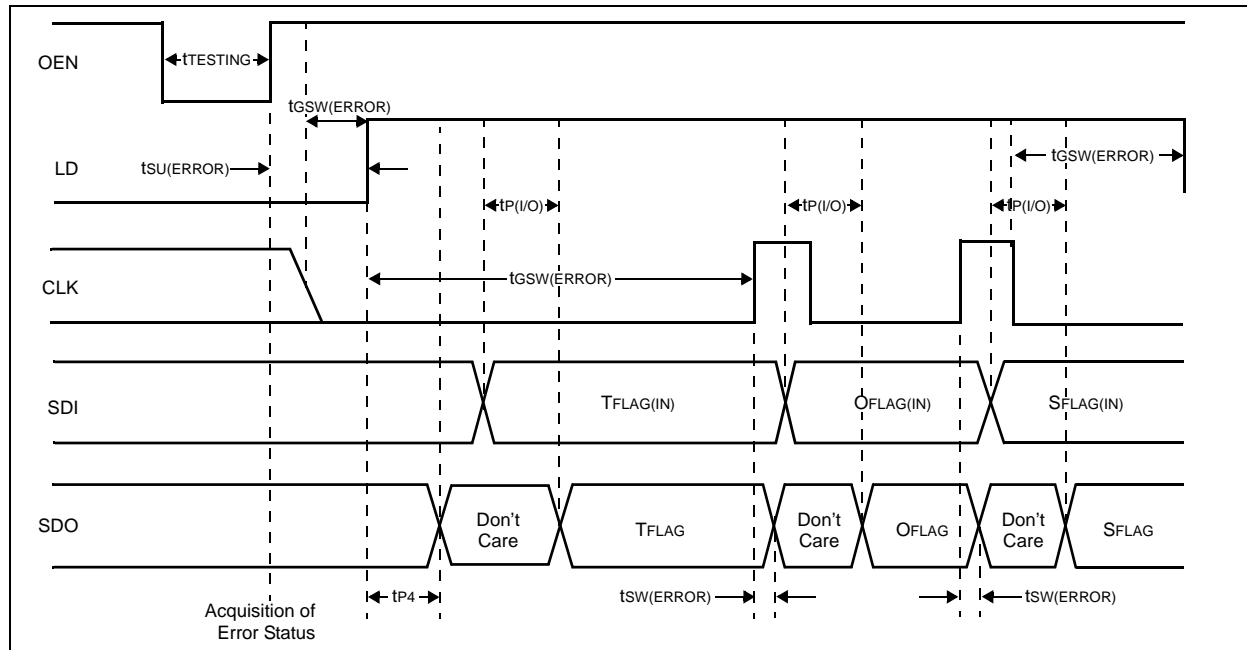 OEN
tTESTING
tGSW(ERROR)
LD
tSU(ERROR)
tGSW(ERROR)
tP(I/O)
tP(I/O)
tP(I/O)
CLK
tGSW(ERROR)
SDI
TFLAG(IN)
OFLAG(IN)
SFLAG(IN)
SDO
Don't
Care
TFLAG
Don't
Care
OFLAG
Don't
Care
SFLAG
tP4
tSW(ERROR)
tSW(ERROR)
Acquisition of
Error Status